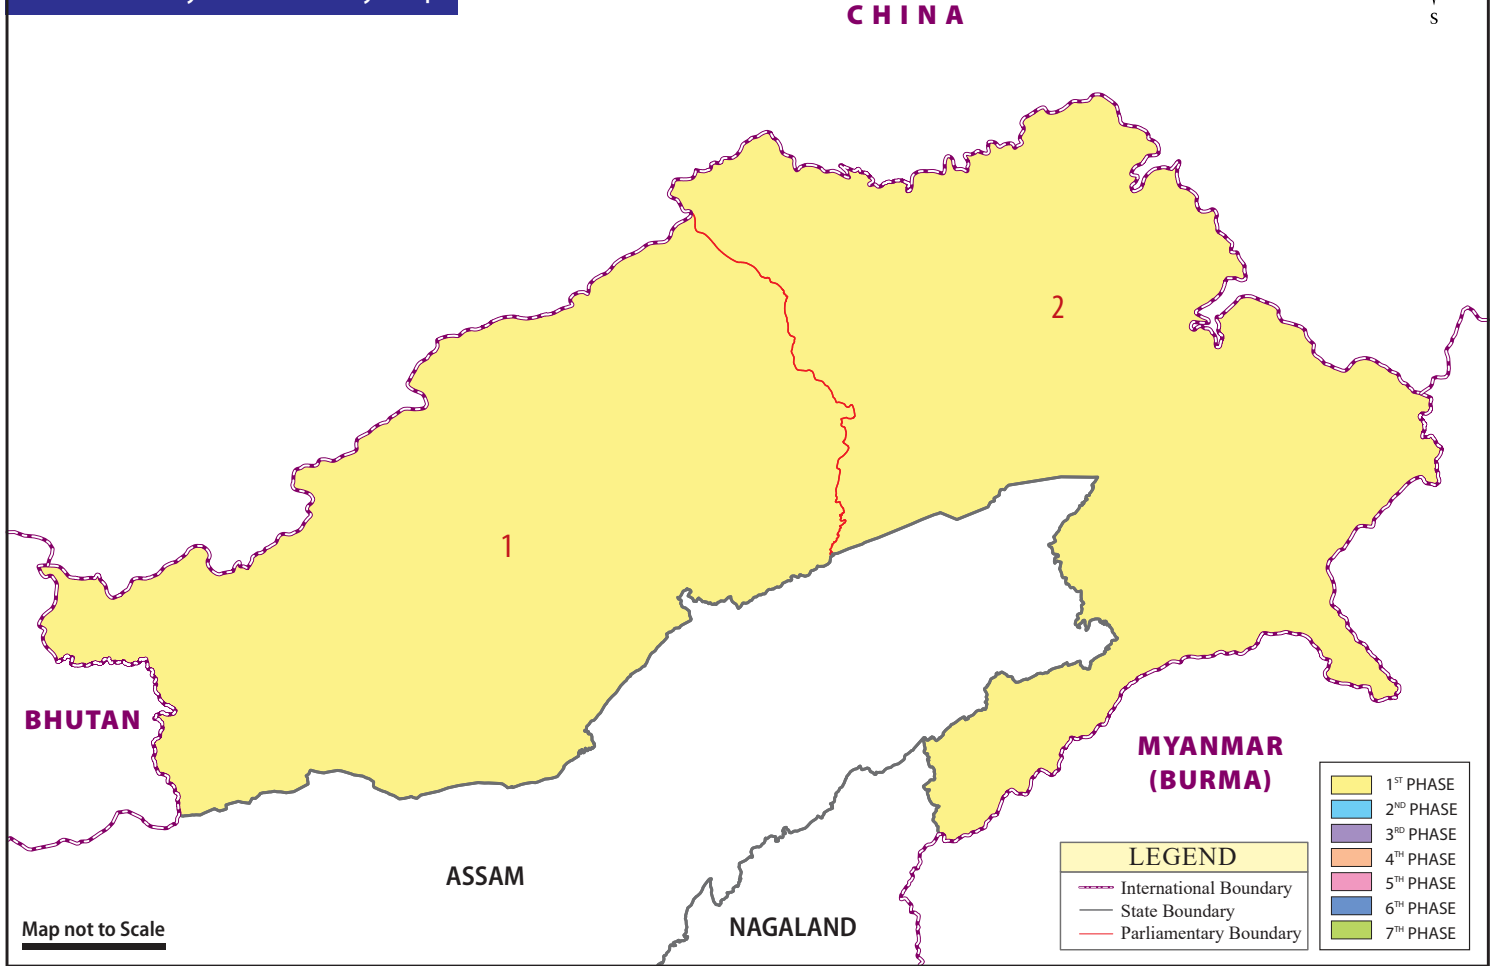 CHINA
S
2
1
BHUTAN
MYANMAR
(BURMA)
1ST PHASE
2ND PHASE
3RD PHASE
4TH PHASE
5TH PHASE
6TH PHASE
7TH PHASE
LEGEND
International Boundary
State Boundary
Parliamentary Boundary
ASSAM
NAGALAND
Map not to Scale